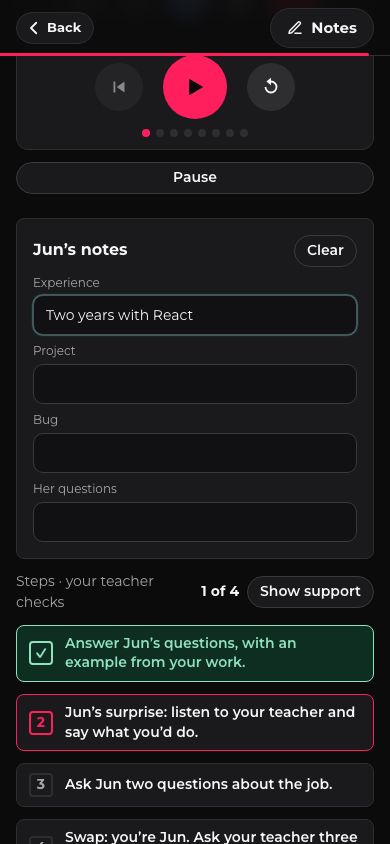 Back
Notes
Pause
Jun's notes
Clear
Experience
Two years with React
Project
Bug
Her questions
Steps · your teacher
checks
1 of 4
Show support
Answer Jun's questions, with an
example from your work.
2
Jun's surprise: listen to your teacher and
say what you'd do.
3
Ask Jun two questions about the job.
Swap: you're Jun. Ask your teacher three